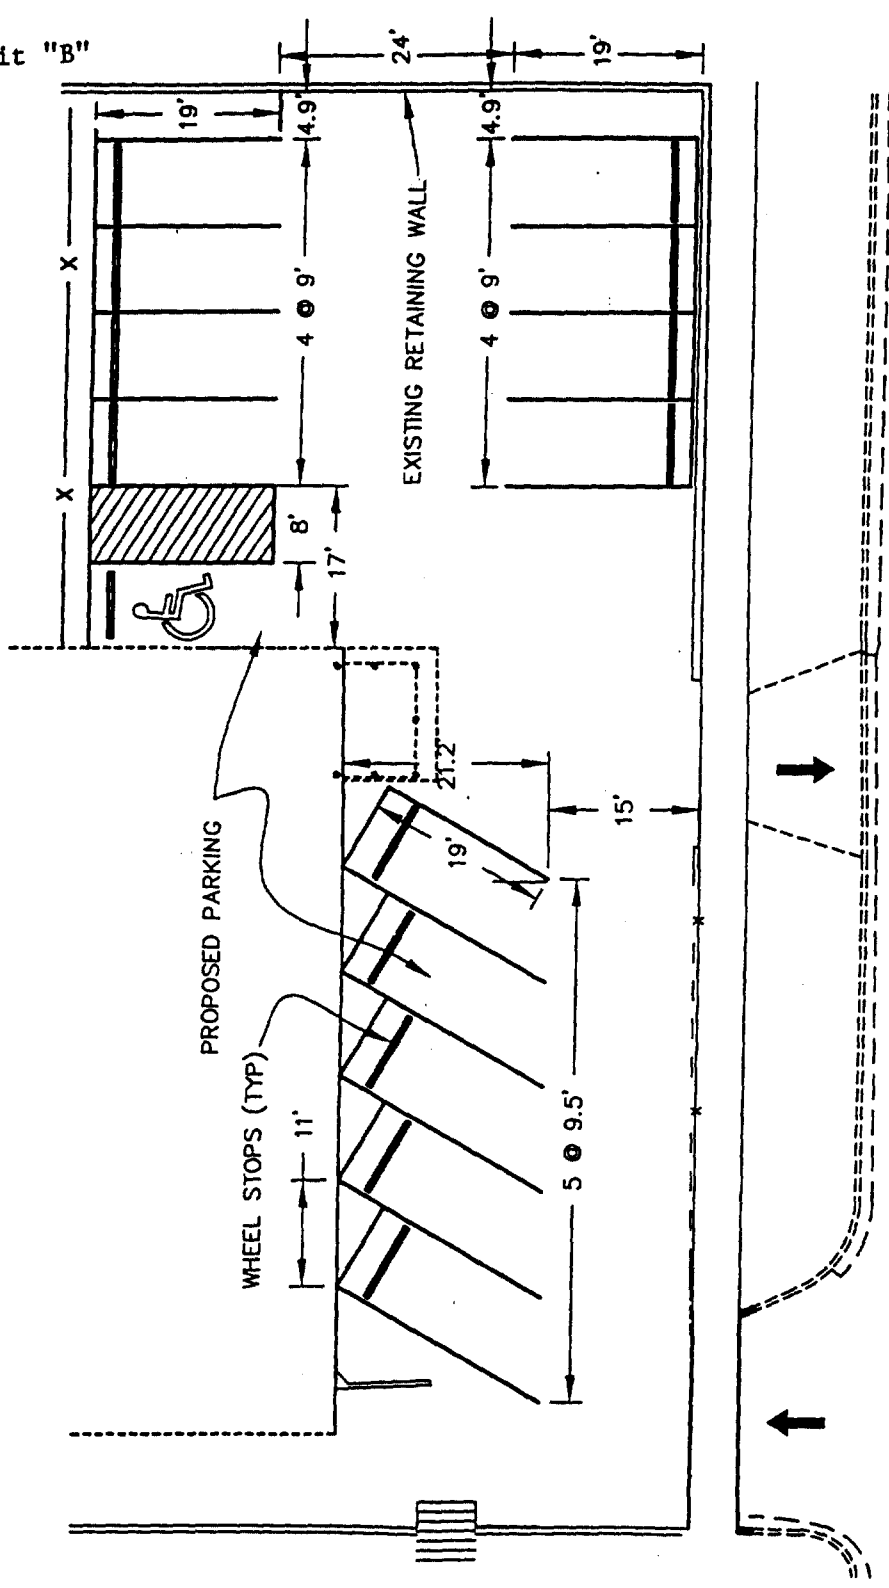 it "B"
24'
19'
19'
4.9'
4.9'
4 @ 9'
4 @ 9'
EXISTING RETAINING WALL
X
X
8'
17'
21.2
15'
19'
PROPOSED PARKING
WHEEL STOPS (TYP)
11'
5 @ 9.5'